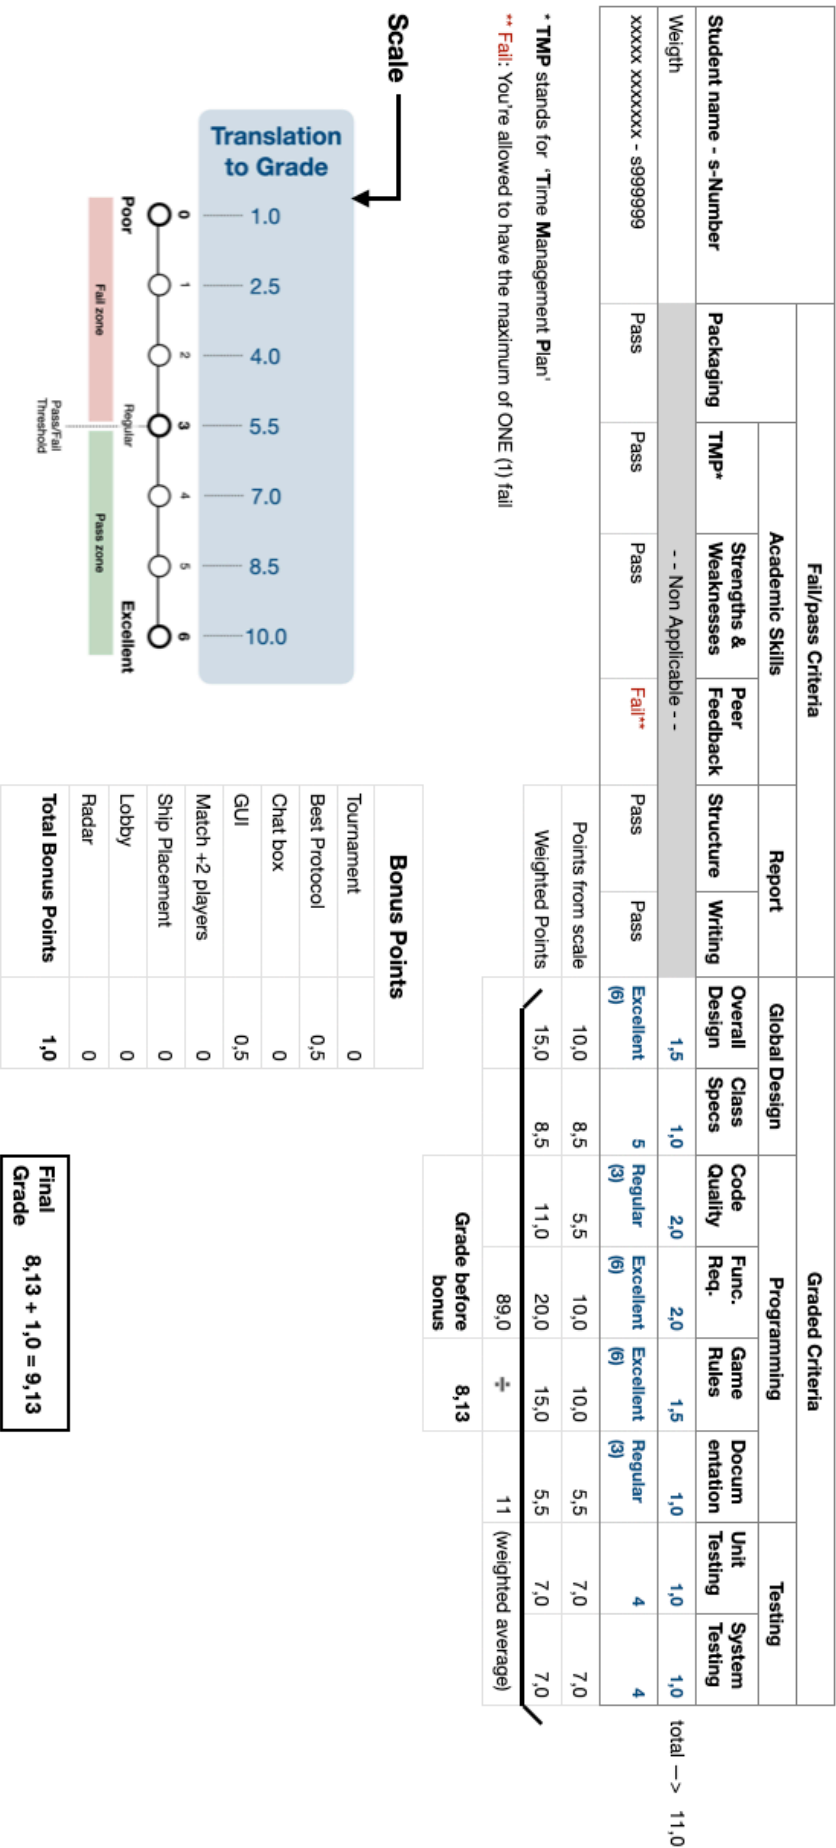 Fail/pass Criteria Graded Criteria
Student name - s-Number Packaging Academic Skills Report Global Design Programming Testing
TMP* Strengths & Weaknesses Peer Feedback Structure Writing Overall Design Class Specs Code Quality Func. Req. Game Rules Docum entation Unit Testing System Testing
Weigth - - Non Applicable - - 1,5 1,0 2,0 2,0 1,5 1,0 1,0 1,0 total —> 11,0
xxxxx xxxxxxx - s999999 Pass Pass Pass Fail** Pass Pass Excellent (6) 5 Regular (3) Excellent (6) Excellent (6) Regular (3) 4 4
Points from scale 10,0 8,5 5,5 10,0 10,0 5,5 7,0 7,0
Weighted Points 15,0 8,5 11,0 20,0 15,0 5,5 7,0 7,0
89,0 ÷ 11 (weighted average)
Grade before bonus 8,13
* TMP stands for 'Time Management Plan'
** Fail: You're allowed to have the maximum of ONE (1) fail
Scale
Translation
to Grade
1.0 2.5 4.0 5.5 7.0 8.5 10.0
0 1 2 3 4 5 6
Poor Regular Excellent
Fail zone Pass zone
Pass/Fail
Threshold
Bonus Points
Tournament 0
Best Protocol 0,5
Chat box 0
GUI 0,5
Match +2 players 0
Ship Placement 0
Lobby 0
Radar 0
Total Bonus Points 1,0
Final
Grade 8,13 + 1,0 = 9,13